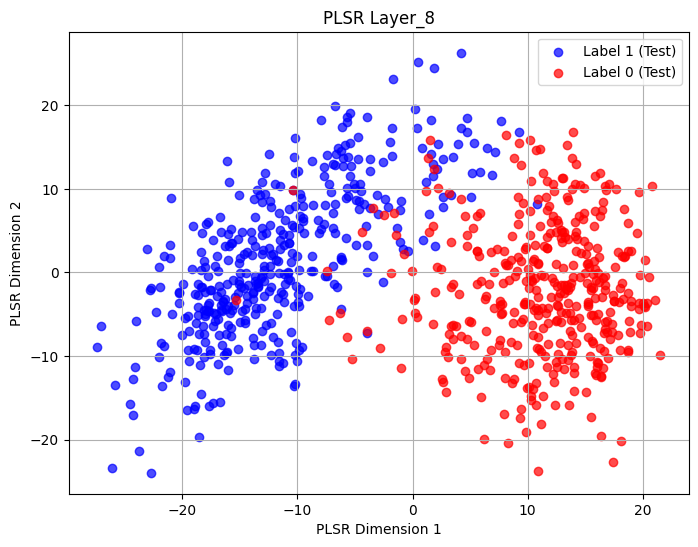 PLSR Layer_8
Label 1 (Test)
Label 0 (Test)
PLSR Dimension 2
20
10
0
−10
−20
−20
−10
0
10
20
PLSR Dimension 1